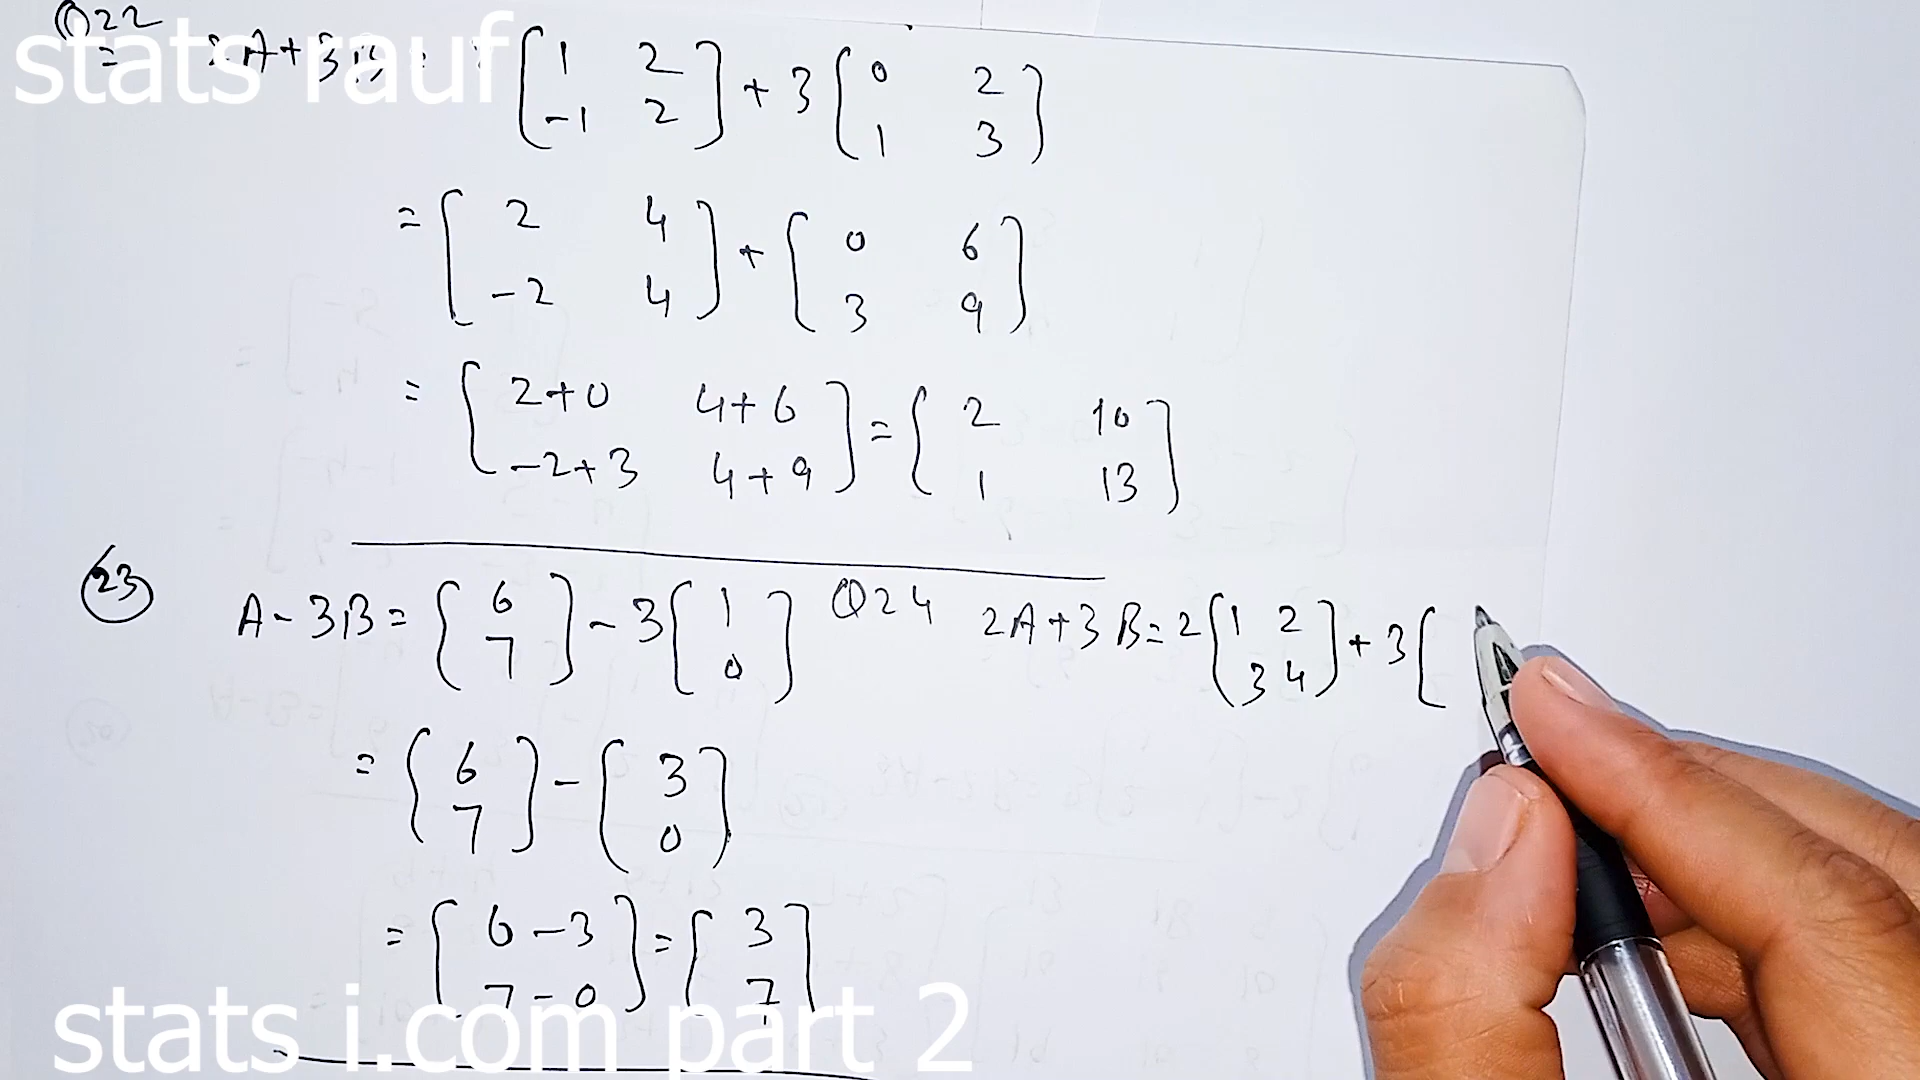 Q22
stats rauf
2A+3B = 2 [1 2 -1 2] + 3 [0 2 1 3]
= [2 4 -2 4] + [0 6 3 9]
= [2+0 4+6 -2+3 4+9] = [2 10 1 13]
23 A-3B = [6 7] - 3 [1 0]
= [6 7] - [3 0]
= [6-3 7-0] = [3 7]
Q24 2A+3B = 2 [1 2 3 4] + 3 [
stats i.com part 2